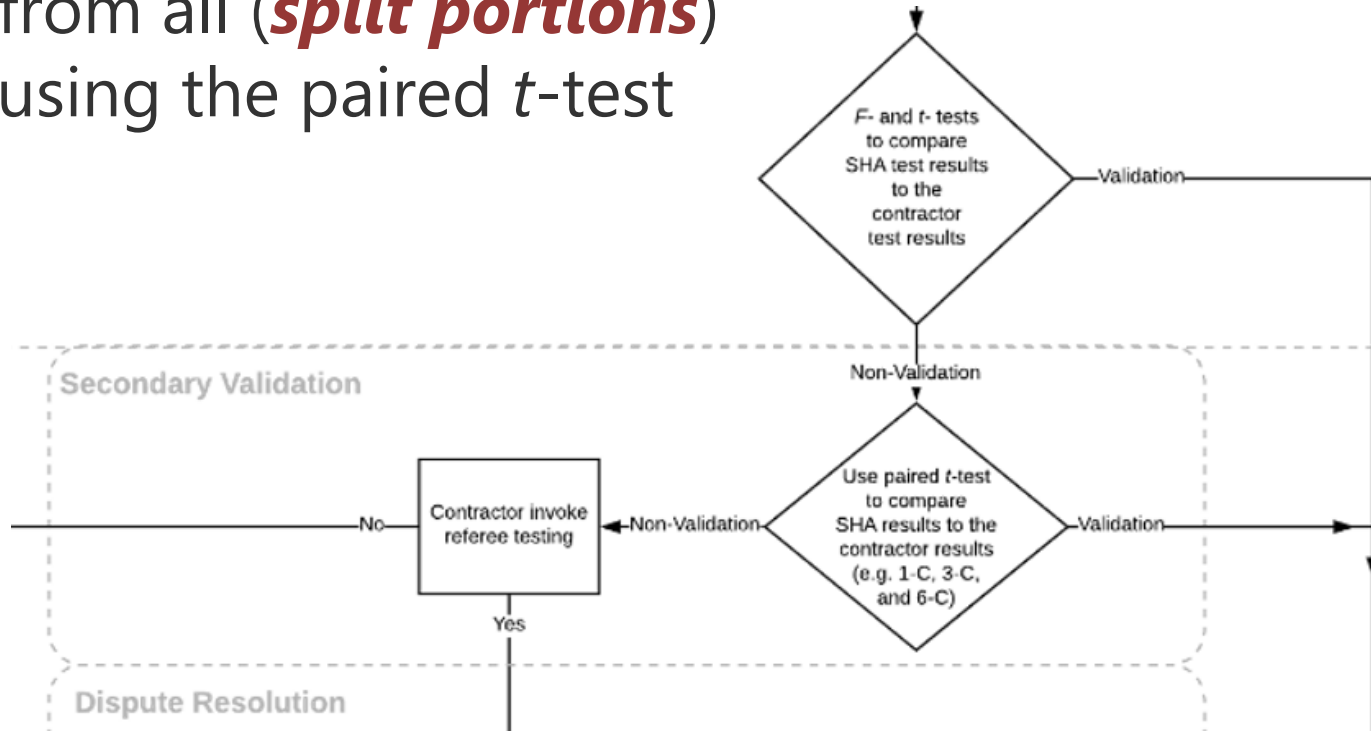 from all (split portions)
using the paired t-test
F- and t- tests
to compare
SHA test results
to the
contractor
test results
Validation
Non-Validation
Secondary Validation
Use paired t-test
to compare
SHA results to the
contractor results
(e.g. 1-C, 3-C,
and 6-C)
Validation
Non-Validation
Contractor invoke
referee testing
No
Yes
Dispute Resolution